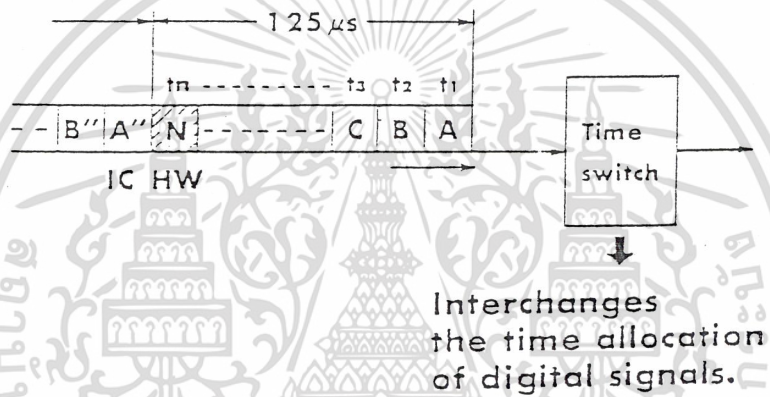 125 μs
tn --------- t3 t2 t1
-- B'' A'' N ------ C B A
IC HW
Time
switch
Interchanges
the time allocation
of digital signals.